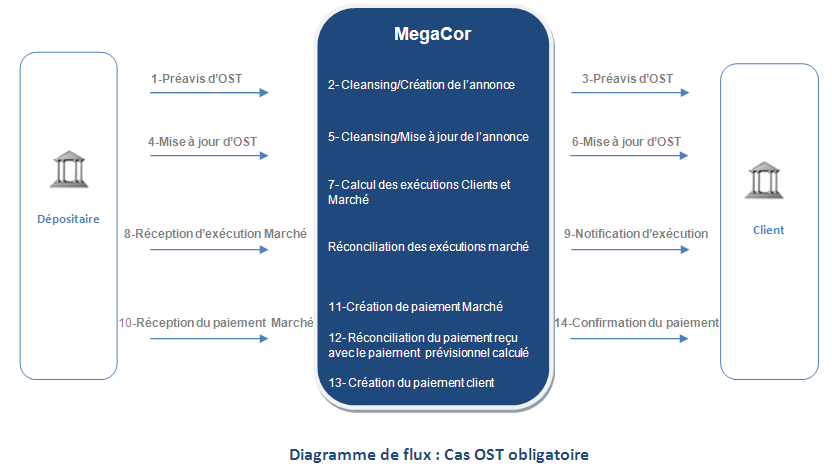 MegaCor
1-Préavis d'OST
2- Cleansing/Création de l'annonce
3-Préavis d'OST
4-Mise à jour d'OST
5- Cleansing/Mise à jour de l'annonce
6-Mise à jour d'OST
7- Calcul des exécutions Clients et
Marché
Dépositaire
Client
8-Réception d'exécution Marché
Réconciliation des exécutions marché
9-Notification d'exécution
10-Réception du paiement Marché
11-Création de paiement Marché
14-Confirmation du paiement
12- Réconciliation du paiement reçu
avec le paiement prévisionnel calculé
13- Création du paiement client
Diagramme de flux : Cas OST obligatoire